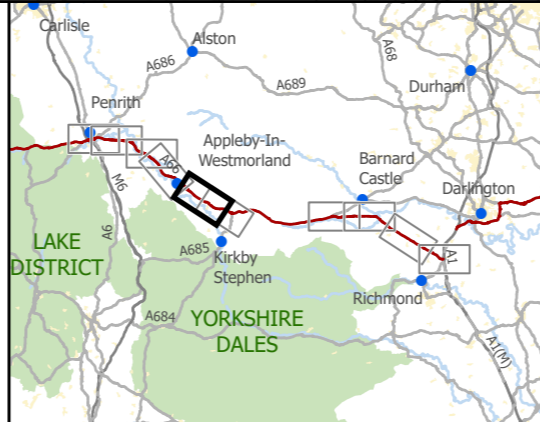 Carlisle
Alston
A68
A686
A689
Durham
Penrith
Appleby-In-
Westmorland
Barnard
Castle
Darlington
A66
M6
A6
LAKE
DISTRICT
A685
Kirkby
Stephen
A1
Richmond
A684
YORKSHIRE
DALES
A1(M)